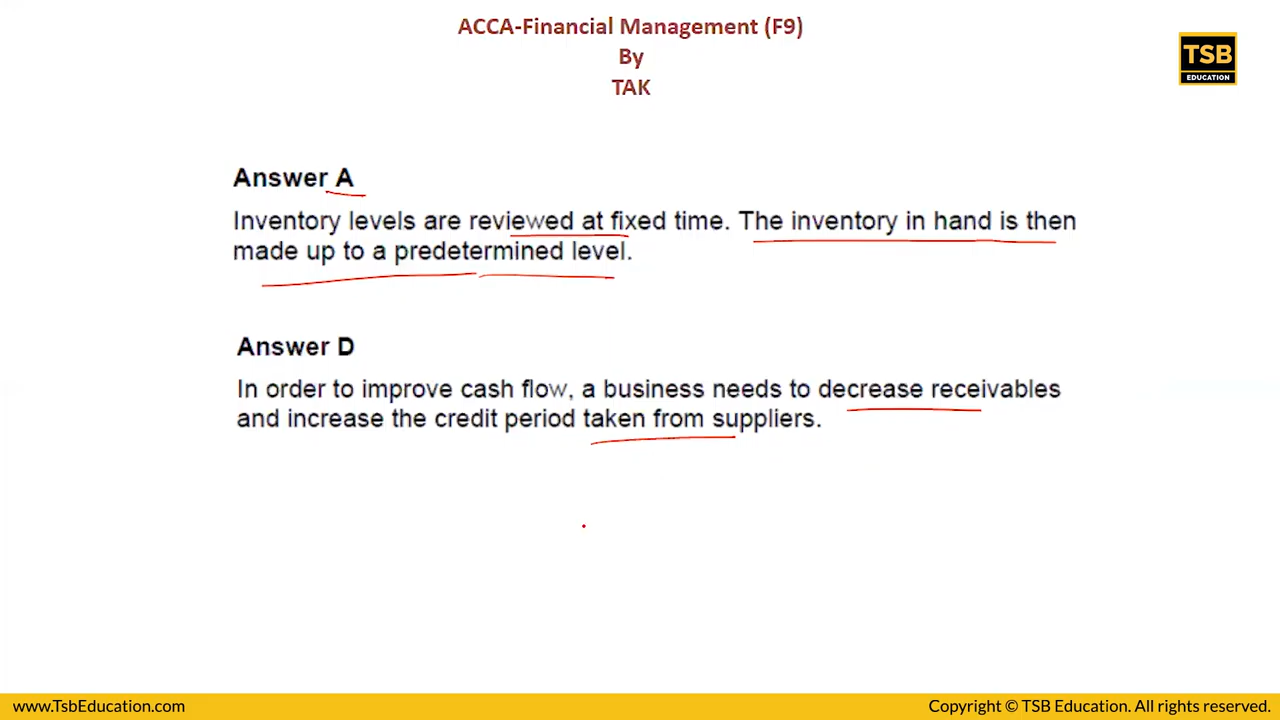 ACCA-Financial Management (F9)
By
TAK
TSB
EDUCATION
Answer A
Inventory levels are reviewed at fixed time. The inventory in hand is then
made up to a predetermined level.
Answer D
In order to improve cash flow, a business needs to decrease receivables
and increase the credit period taken from suppliers.
www.TsbEducation.com
Copyright © TSB Education. All rights reserved.